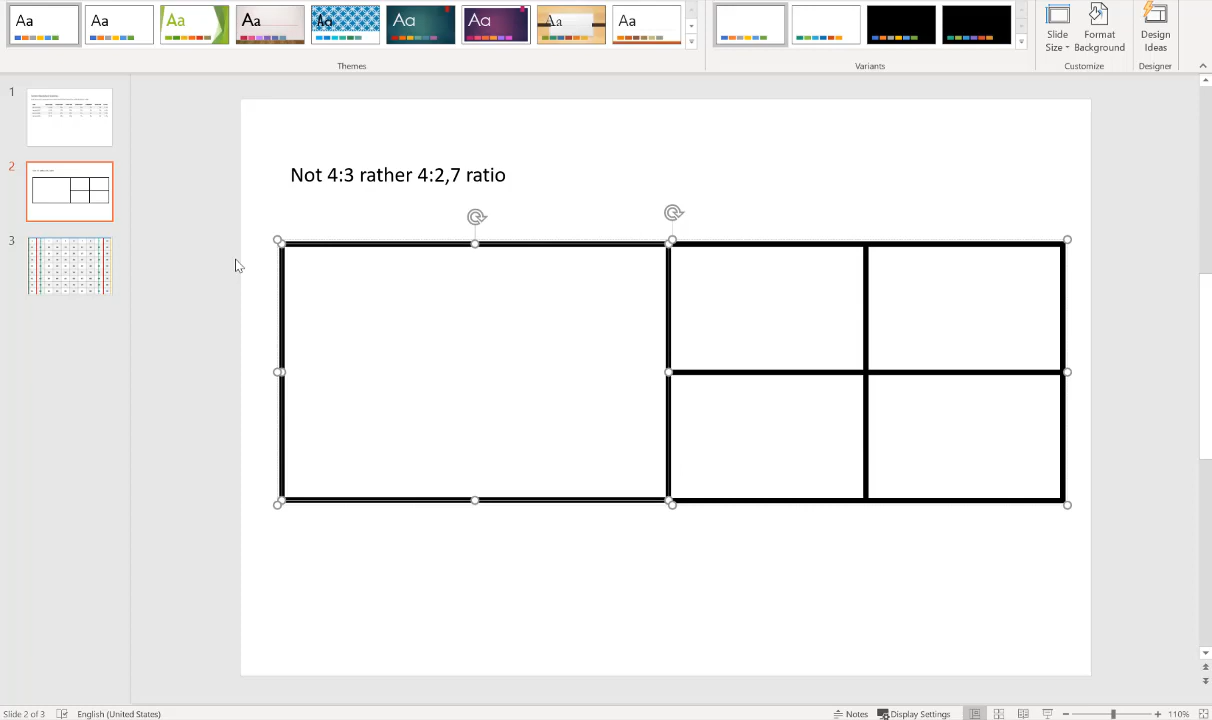 Aa Aa Aa Aa Aa Aa Aa Aa Aa
Slide Size
Format Background
Design Ideas
Themes
Variants
Customize
Designer
1
2
3
Not 4:3 rather 4:2,7 ratio
Slide 2 of 3
English (United States)
Notes
Display Settings
110%